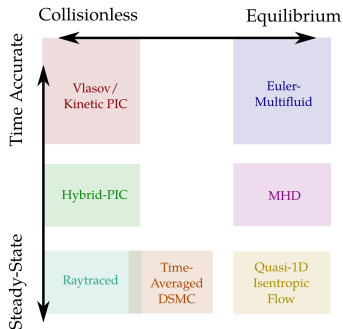 Collisionless
Equilibrium
Time Accurate
Vlasov/
Kinetic PIC
Euler-
Multifluid
Hybrid-PIC
MHD
Steady-State
Raytraced
Time-
Averaged
DSMC
Quasi-1D
Isentropic
Flow